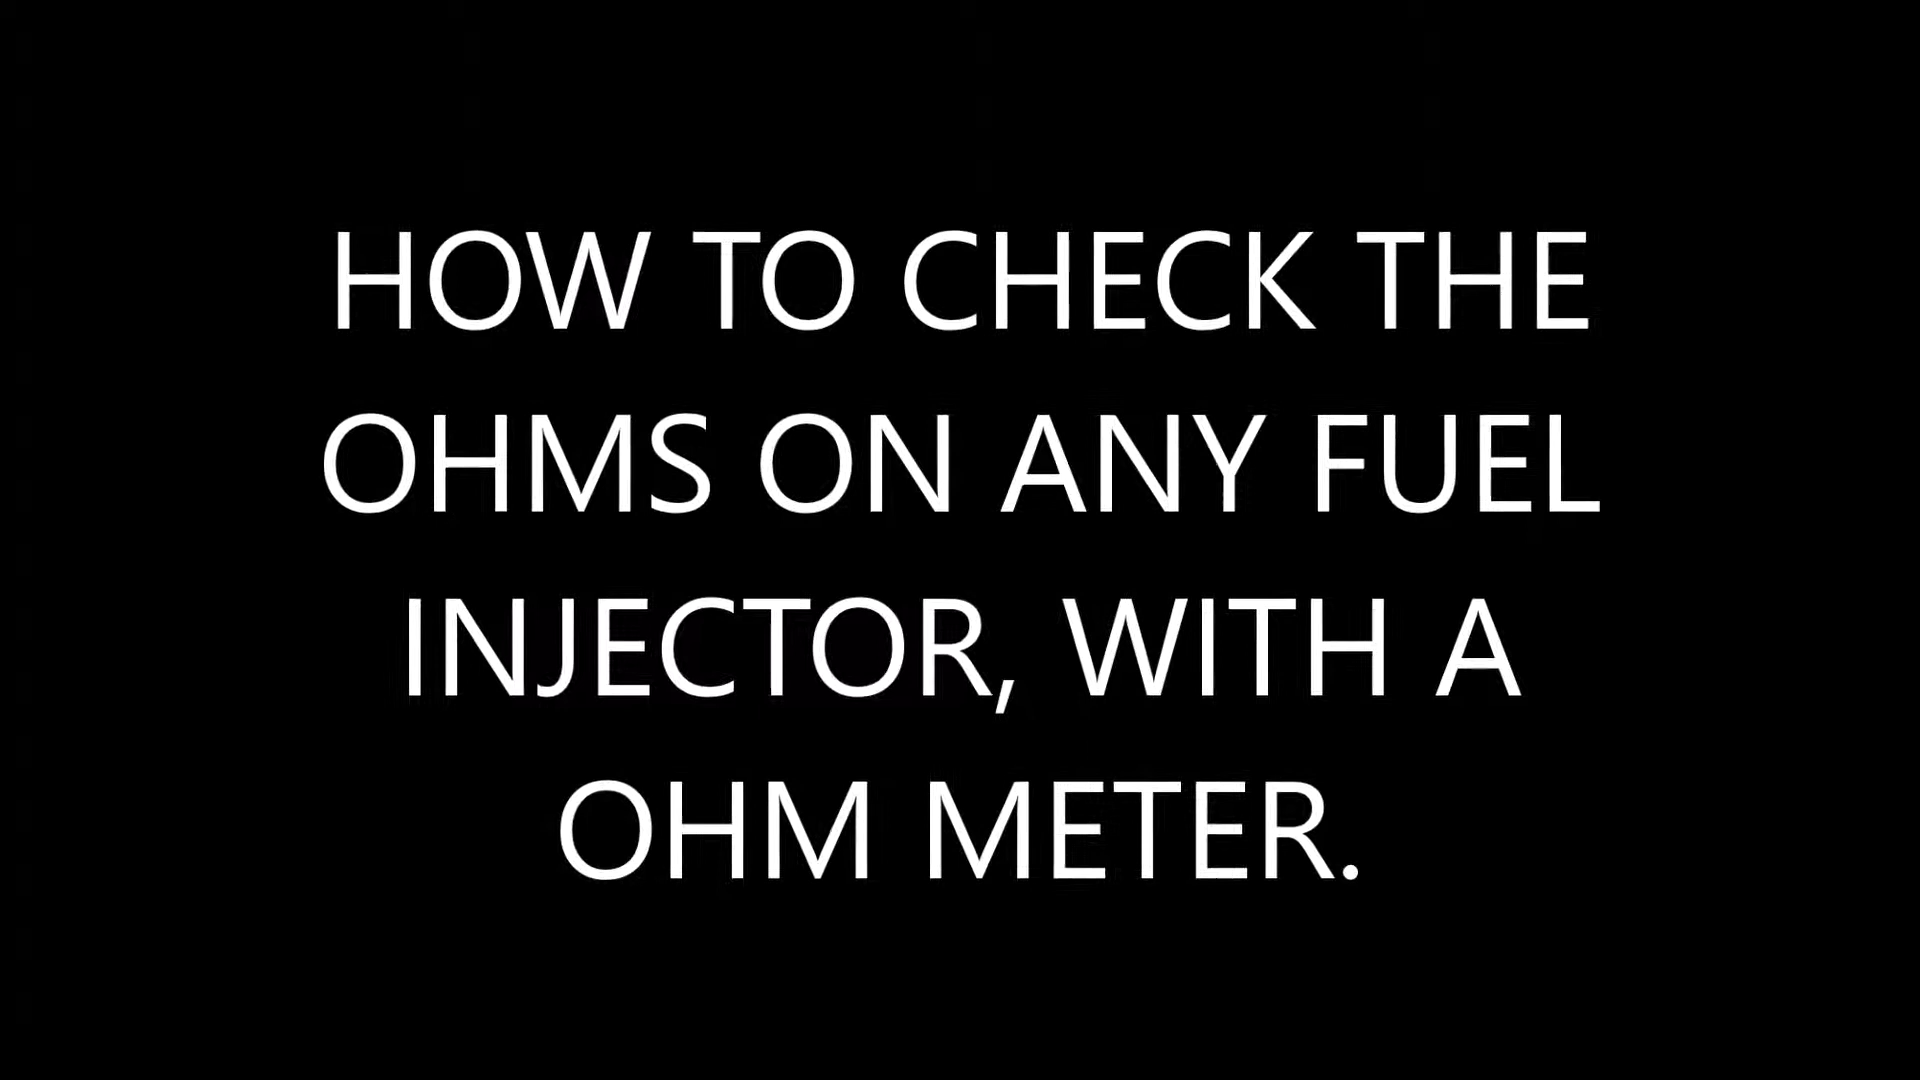 HOW TO CHECK THE
OHMS ON ANY FUEL
INJECTOR, WITH A
OHM METER.